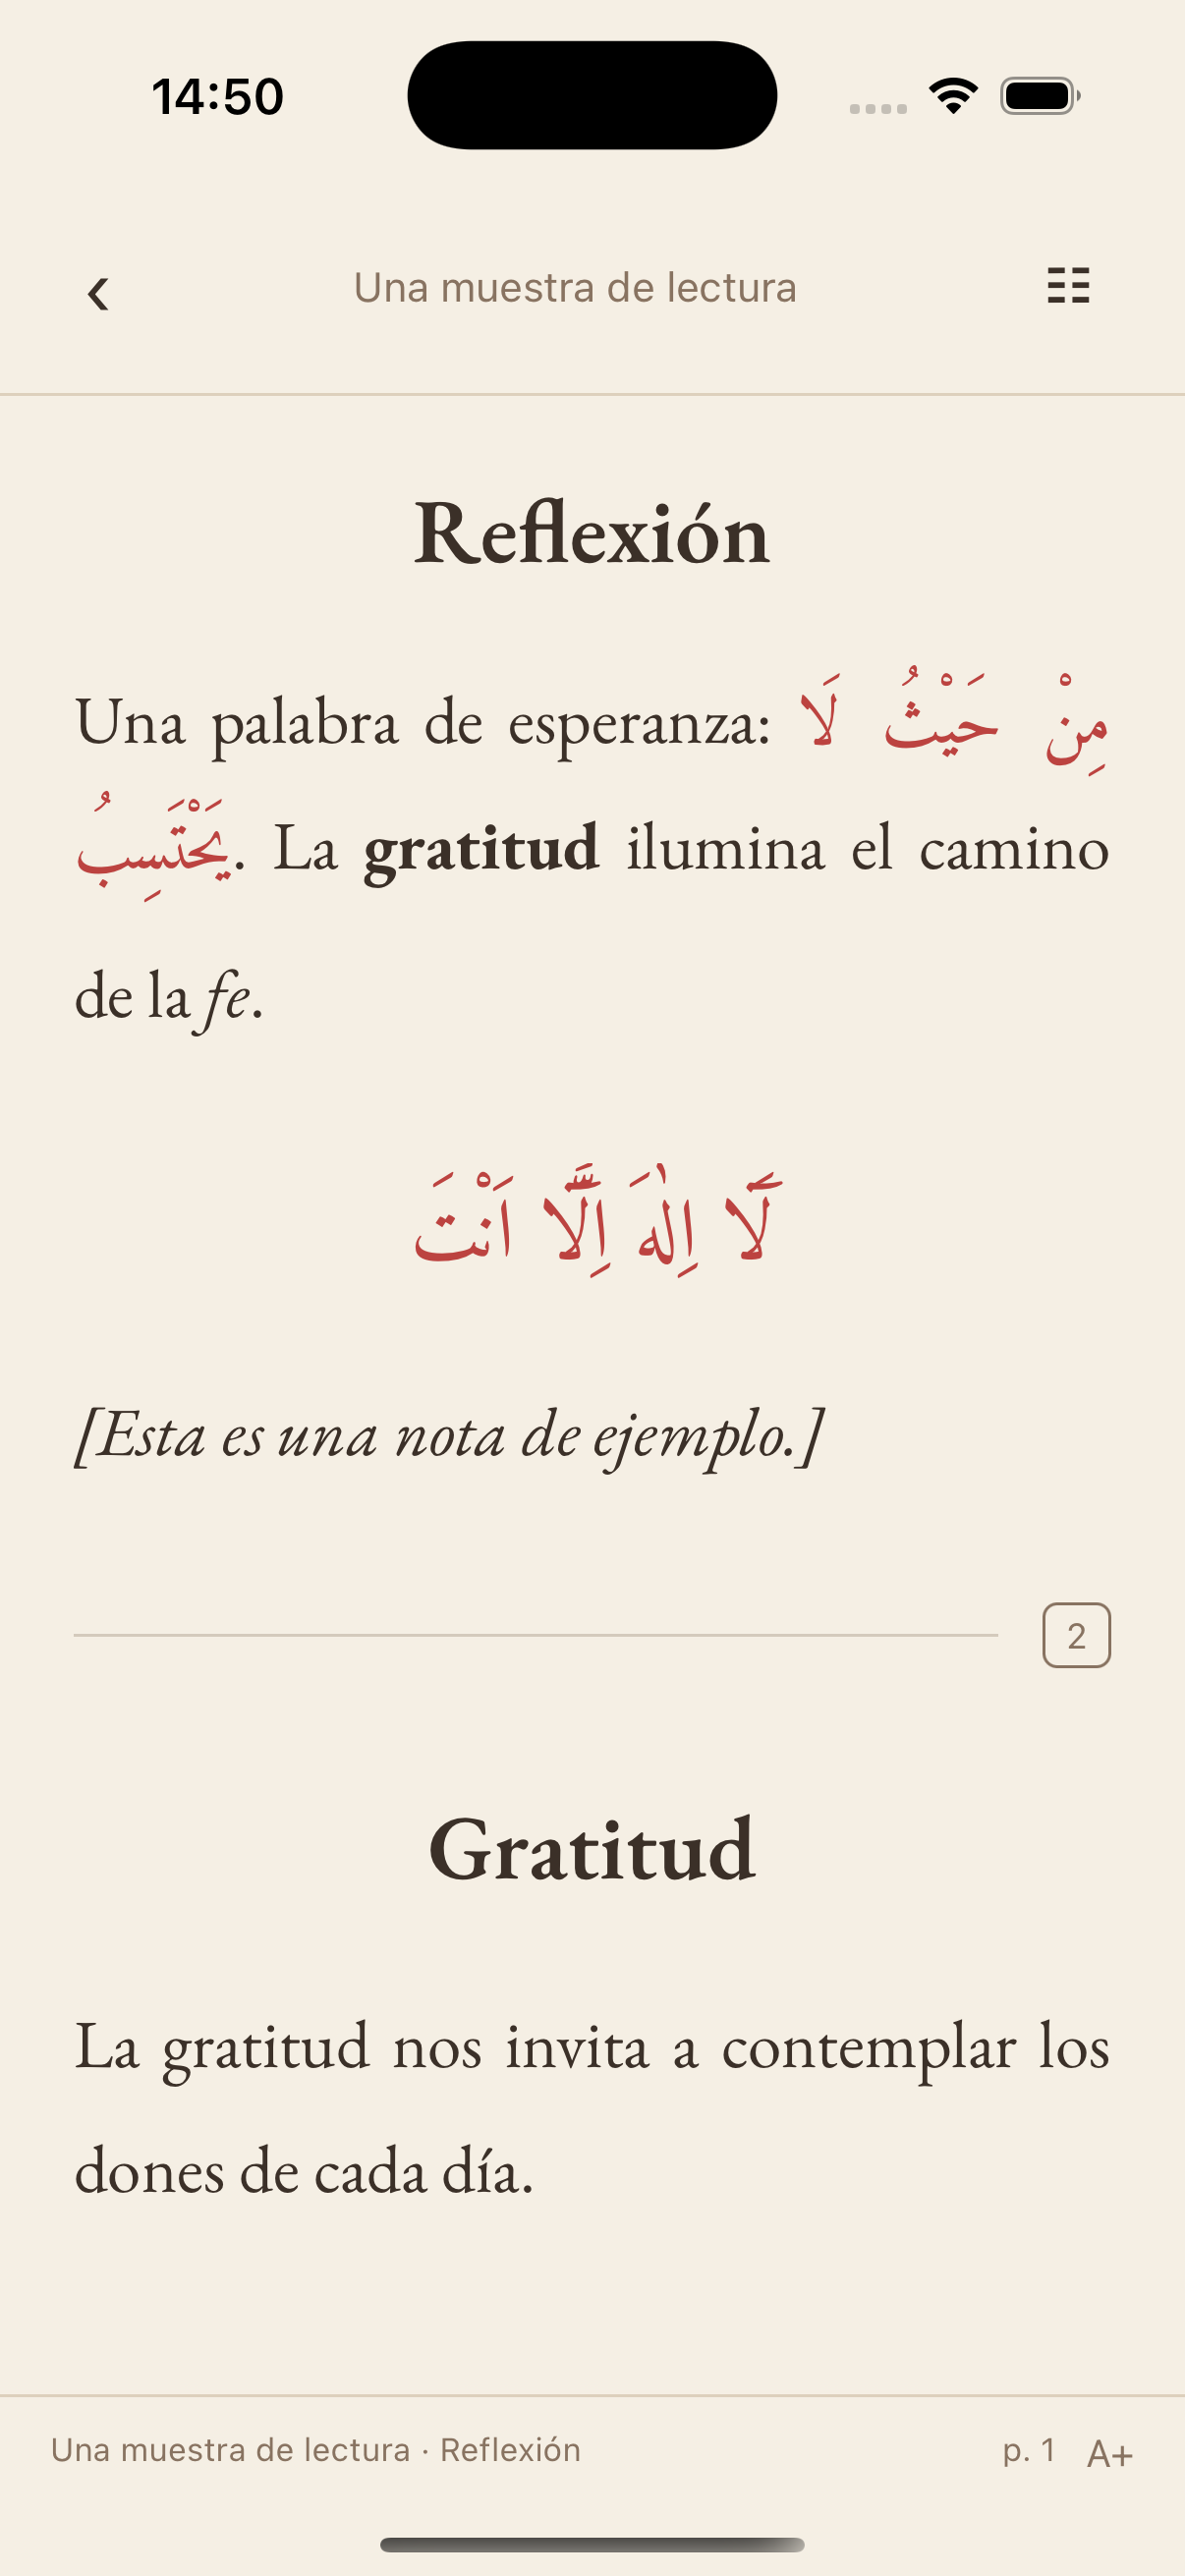 14:50
Una muestra de lectura
Reflexión
Una palabra de esperanza: مِنْ حَيْثُ لَا
يَحْتَسِبُ. La gratitud ilumina el camino
de la fe.
لَٓا اِلٰهَ اِلَّٓا اَنْتَ
[Esta es una nota de ejemplo.]
2
Gratitud
La gratitud nos invita a contemplar los
dones de cada día.
Una muestra de lectura · Reflexión p. 1 A+